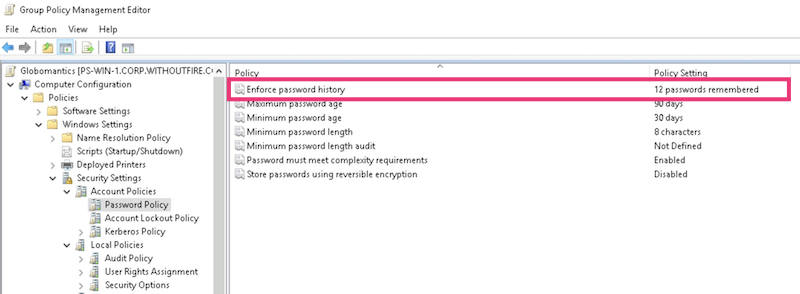 Group Policy Management Editor
File Action View Help
Globomantics [PS-WIN-1.CORP.WITHOUTFIRE.CO
Computer Configuration
Policies
Software Settings
Windows Settings
Name Resolution Policy
Scripts (Startup/Shutdown)
Deployed Printers
Security Settings
Account Policies
Password Policy
Account Lockout Policy
Kerberos Policy
Local Policies
Audit Policy
User Rights Assignment
Security Options
Policy Policy Setting
Enforce password history 12 passwords remembered
Maximum password age 90 days
Minimum password age 30 days
Minimum password length 8 characters
Minimum password length audit Not Defined
Password must meet complexity requirements Enabled
Store passwords using reversible encryption Disabled